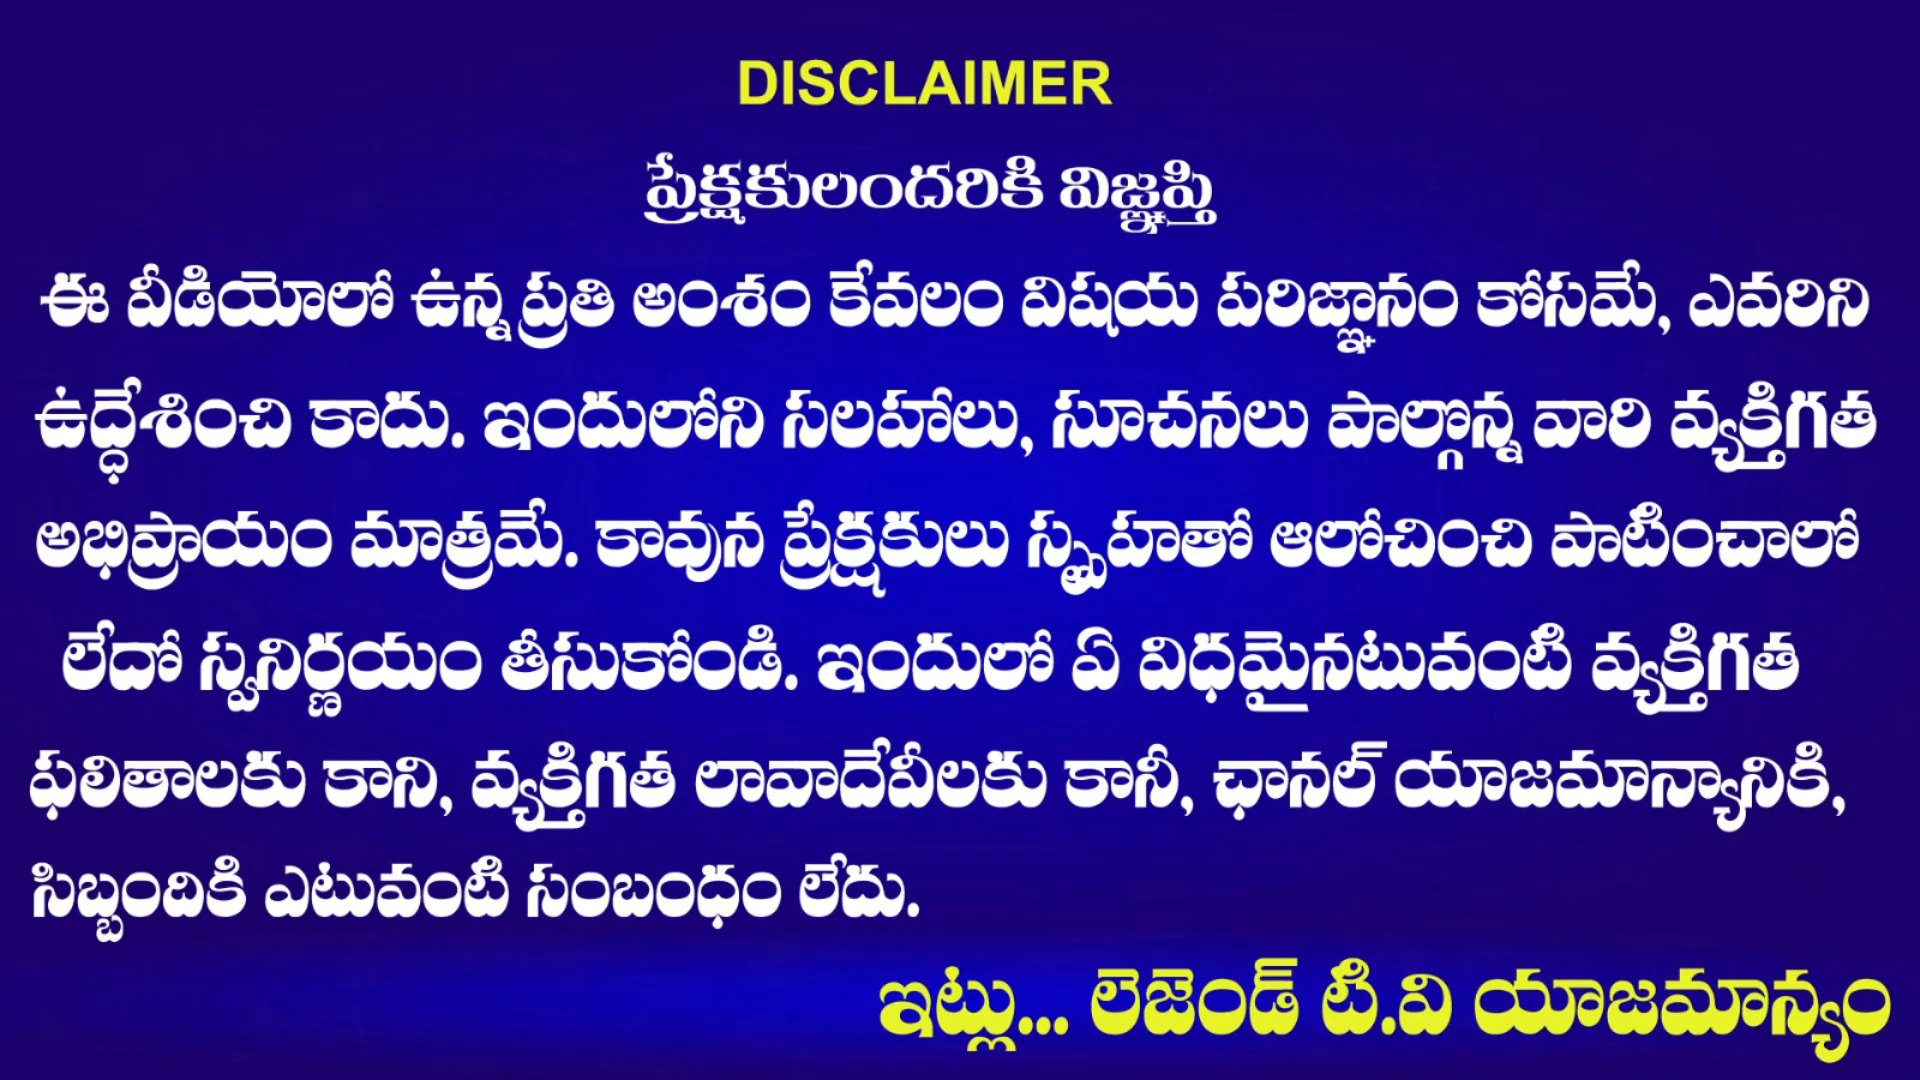 DISCLAIMER
ప్రేక్షకులందరికి విజ్ఞప్తి
ఈ వీడియోలో ఉన్న ప్రతి అంశం కేవలం విషయ పరిజ్ఞానం కోసమే, ఎవరిని
ఉద్ధేశించి కాదు. ఇందులోని సలహాలు, సూచనలు పాల్గొన్న వారి వ్యక్తిగత
అభిప్రాయం మాత్రమే. కావున ప్రేక్షకులు స్పృహతో ఆలోచించి పాటించాలో
లేదో స్వనిర్ణయం తీసుకోండి. ఇందులో ఏ విధమైనటువంటి వ్యక్తిగత
ఫలితాలకు కాని, వ్యక్తిగత లావాదేవీలకు కానీ, ఛానల్ యాజమాన్యానికి,
సిబ్బందికి ఎటువంటి సంబంధం లేదు.
ఇట్లు... లెజెండ్ టి.వి యాజమాన్యం